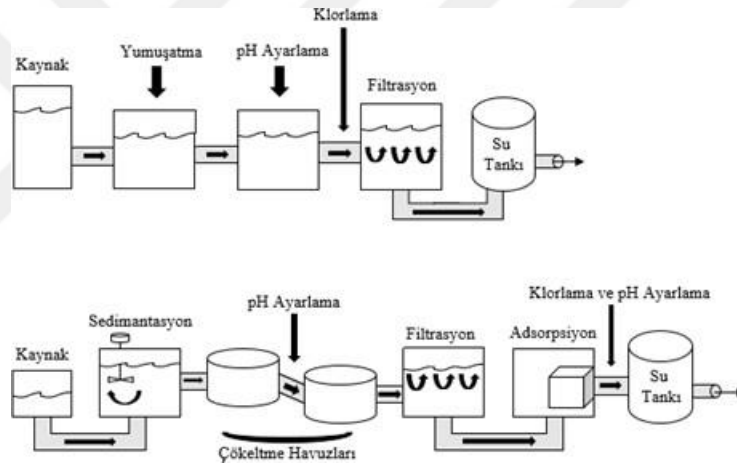 Klorlama
Yumuşatma
pH Ayarlama
Kaynak
Filtrasyon
Su
Tankı
pH Ayarlama
Klorlama ve pH Ayarlama
Sedimantasyon
Filtrasyon
Adsorpsiyon
Kaynak
Su
Tankı
Çökeltme Havuzları